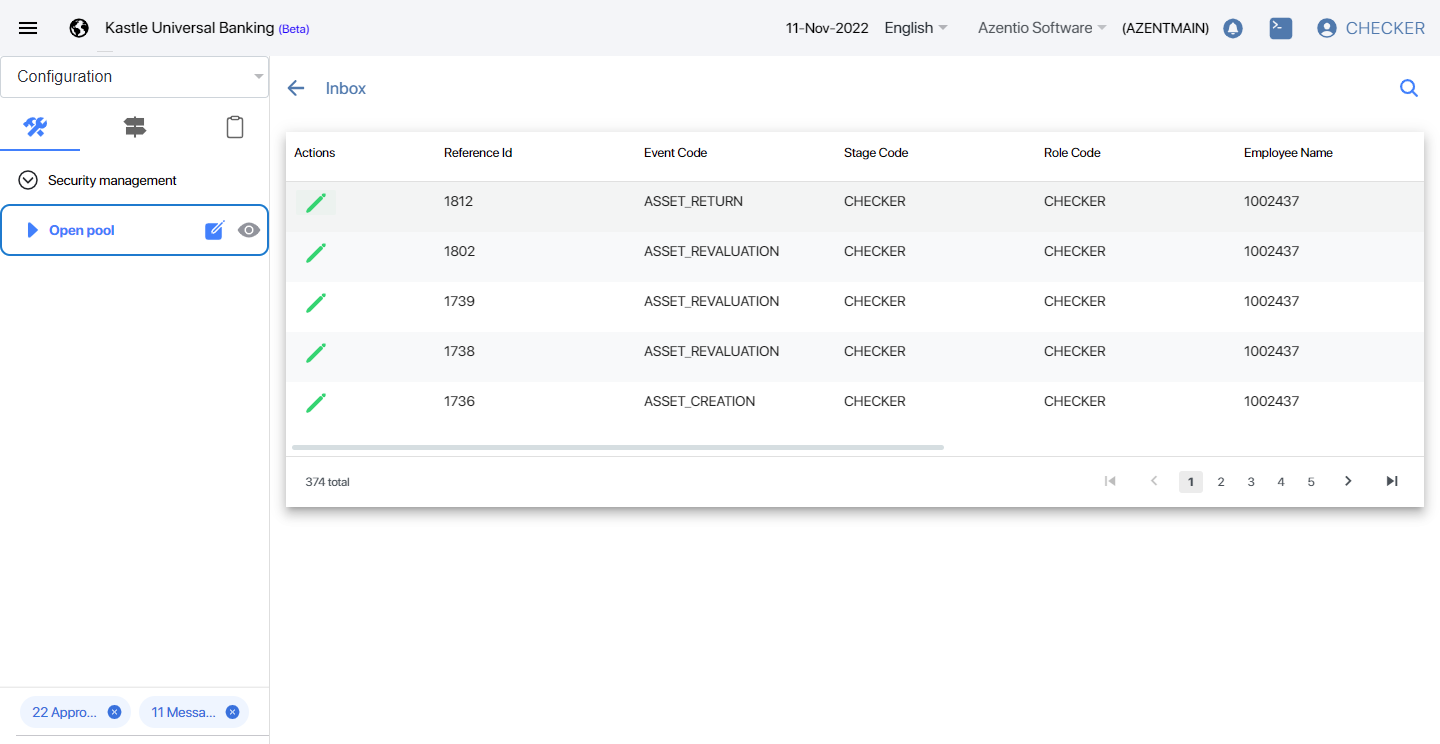 Kastle Universal Banking (Beta) 11-Nov-2022 English Azentio Software (AZENTMAIN) CHECKER
Configuration
Inbox
Security management
Open pool
Actions Reference Id Event Code Stage Code Role Code Employee Name
1812 ASSET_RETURN CHECKER CHECKER 1002437
1802 ASSET_REVALUATION CHECKER CHECKER 1002437
1739 ASSET_REVALUATION CHECKER CHECKER 1002437
1738 ASSET_REVALUATION CHECKER CHECKER 1002437
1736 ASSET_CREATION CHECKER CHECKER 1002437
374 total 1 2 3 4 5
22 Appro... 11 Messa...